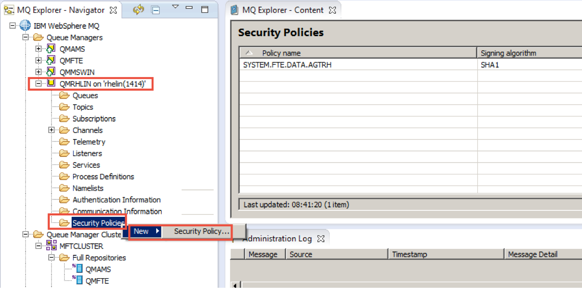 MQ Explorer - Navigator
IBM WebSphere MQ
Queue Managers
QMAMS
QMFTE
QMMSWIN
QMRHLIN on 'rhelin(1414)'
Queues
Topics
Subscriptions
Channels
Telemetry
Listeners
Services
Process Definitions
Namelists
Authentication Information
Communication Information
Security Policies
New
Security Policy...
Queue Manager Clust
MFTCLUSTER
Full Repositories
QMAMS
QMFTE
MQ Explorer - Content
Security Policies
Policy name Signing algorithm
SYSTEM.FTE.DATA.AGTRH SHA1
Last updated: 08:41:20 (1 item)
Administration Log
Message Source Timestamp Message Detail